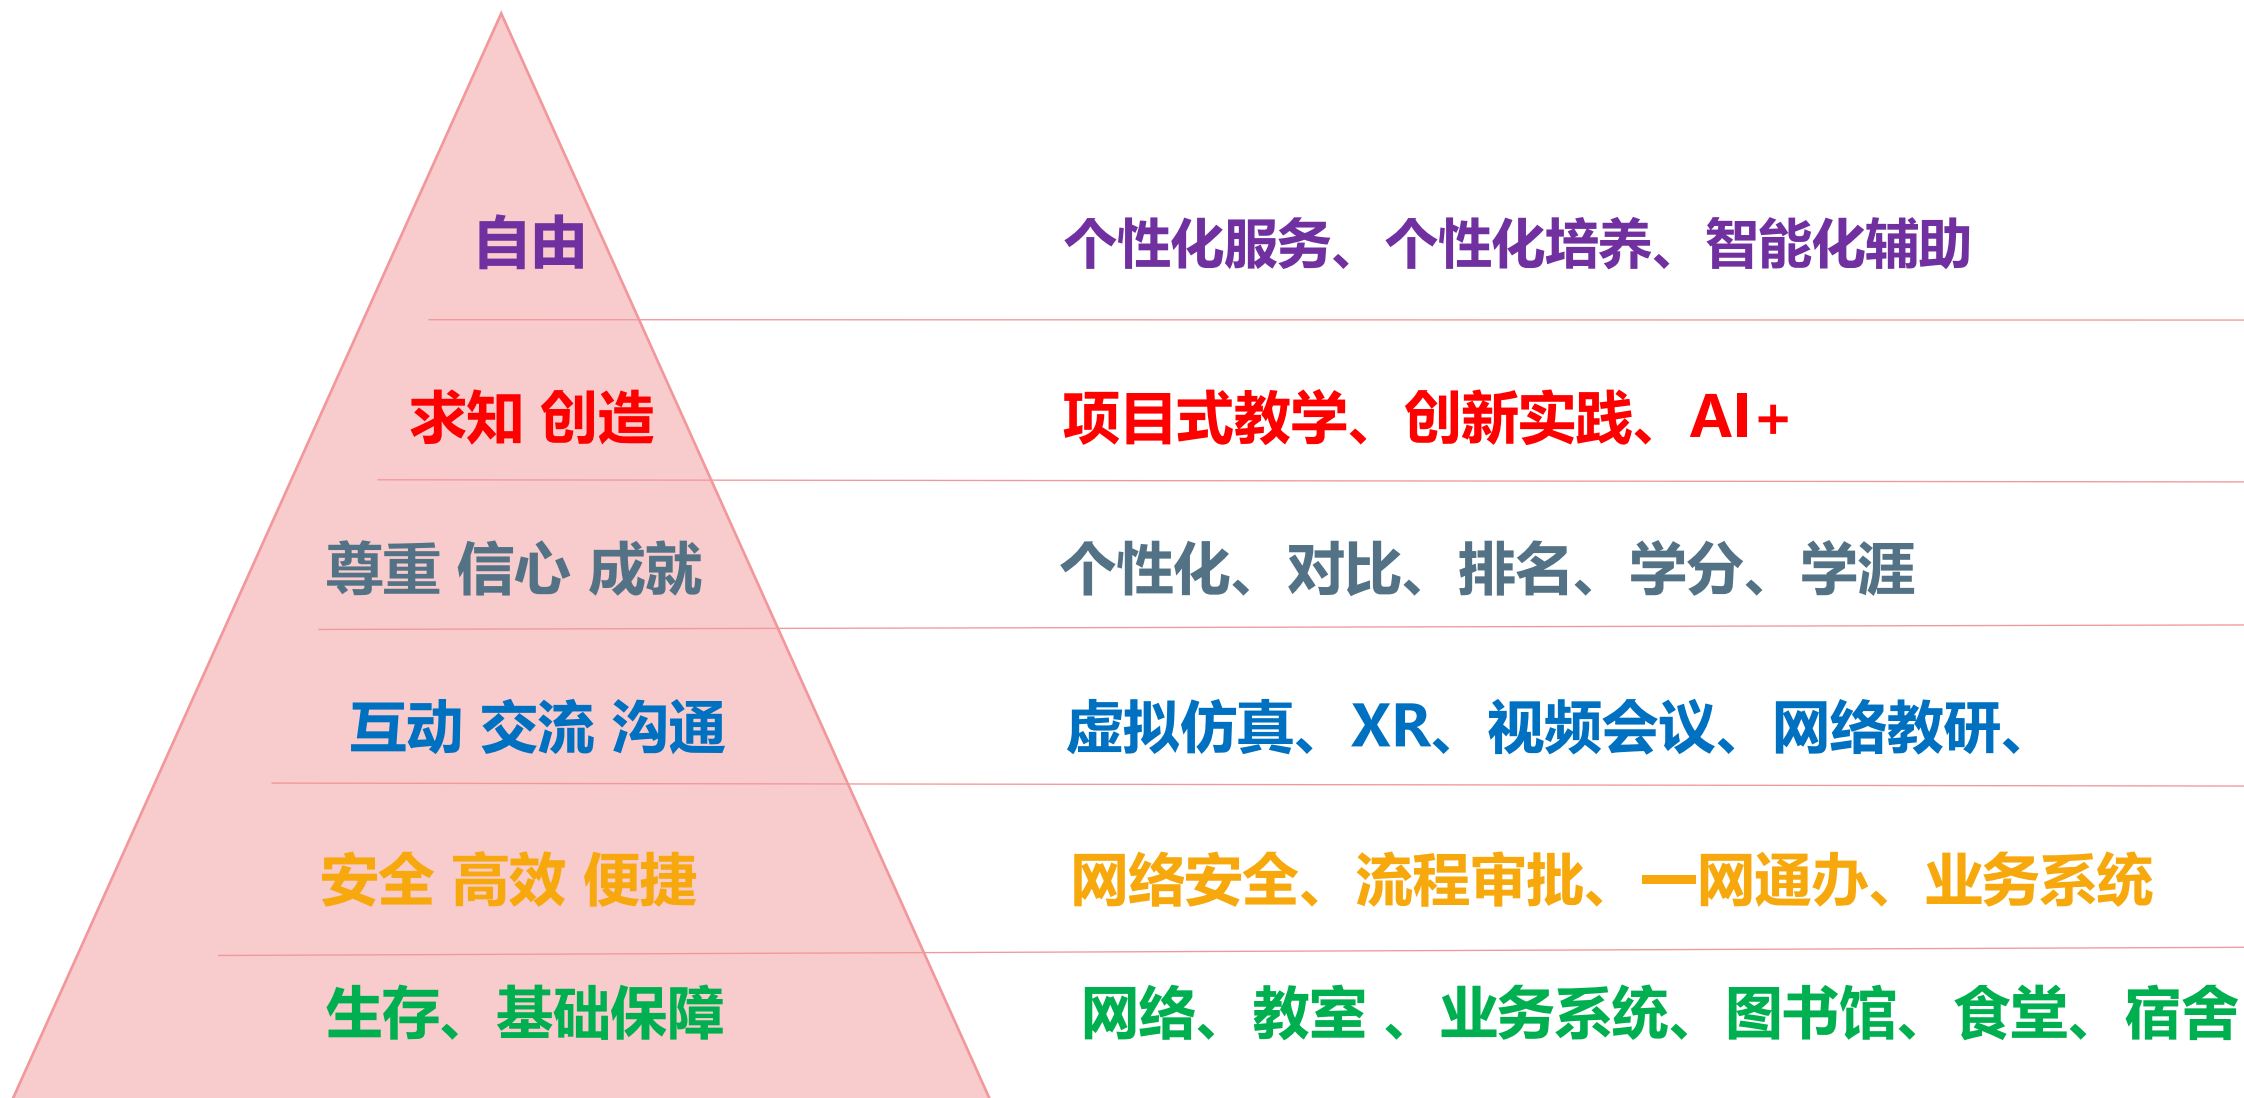 自由 个性化服务、个性化培养、智能化辅助
求知 创造 项目式教学、创新实践、AI+
尊重 信心 成就 个性化、对比、排名、学分、学涯
互动 交流 沟通 虚拟仿真、XR、视频会议、网络教研、
安全 高效 便捷 网络安全、流程审批、一网通办、业务系统
生存、基础保障 网络、教室 、业务系统、图书馆、食堂、宿舍